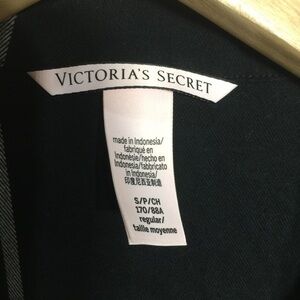 VICTORIA'S SECRET
made in Indonesia/
fabriqué en
Indonésie/hecho en
Indonesia/fabbricato
in Indonesia/
印度尼西亚制造
S/P/CH
170/88A
regular/
taille moyenne